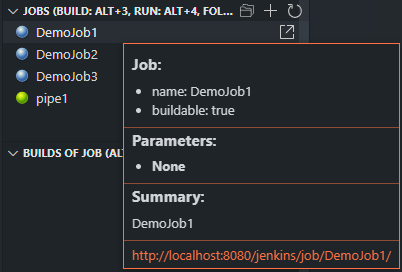 JOBS (BUILD: ALT+3, RUN: ALT+4, FOL...
DemoJob1
DemoJob2
DemoJob3
pipe1
BUILDS OF JOB (AL
Job:
name: DemoJob1
buildable: true
Parameters:
None
Summary:
DemoJob1
http://localhost:8080/jenkins/job/DemoJob1/